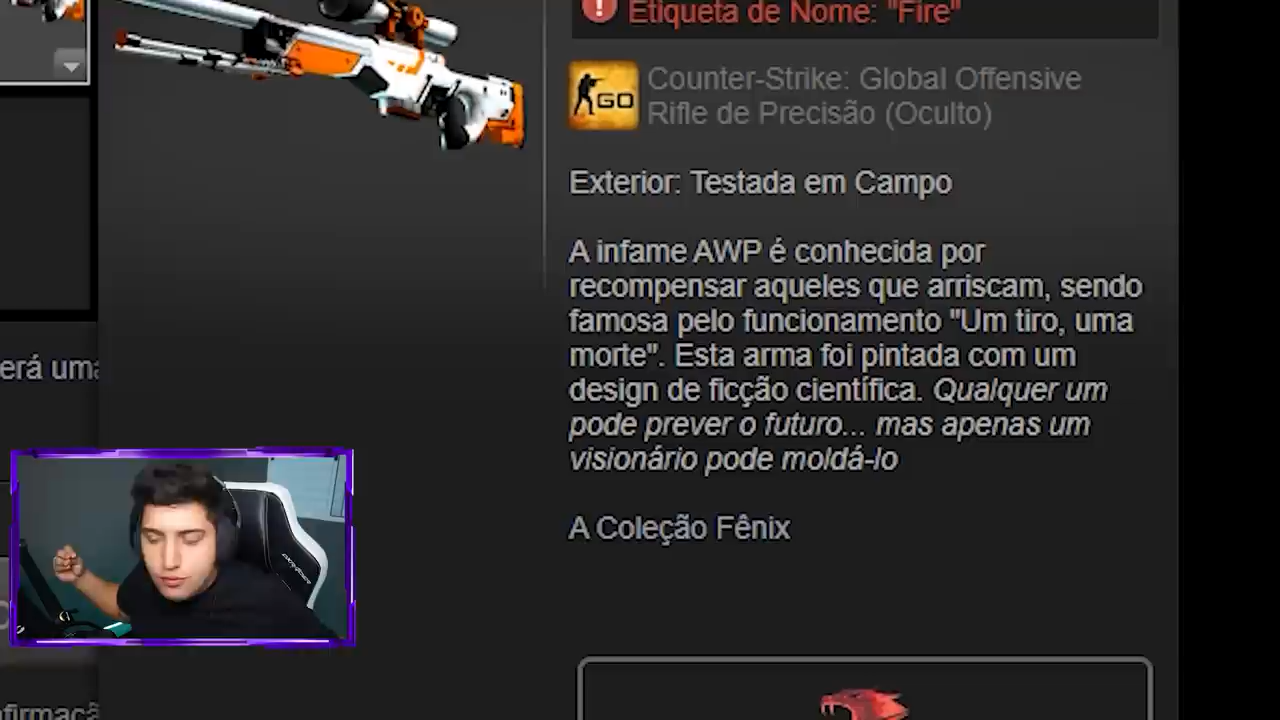 Etiqueta de Nome: "Fire"
GO
Counter-Strike: Global Offensive
Rifle de Precisão (Oculto)
Exterior: Testada em Campo
A infame AWP é conhecida por
recompensar aqueles que arriscam, sendo
famosa pelo funcionamento "Um tiro, uma
morte". Esta arma foi pintada com um
design de ficção científica. Qualquer um
pode prever o futuro... mas apenas um
visionário pode moldá-lo
A Coleção Fênix
erá uma